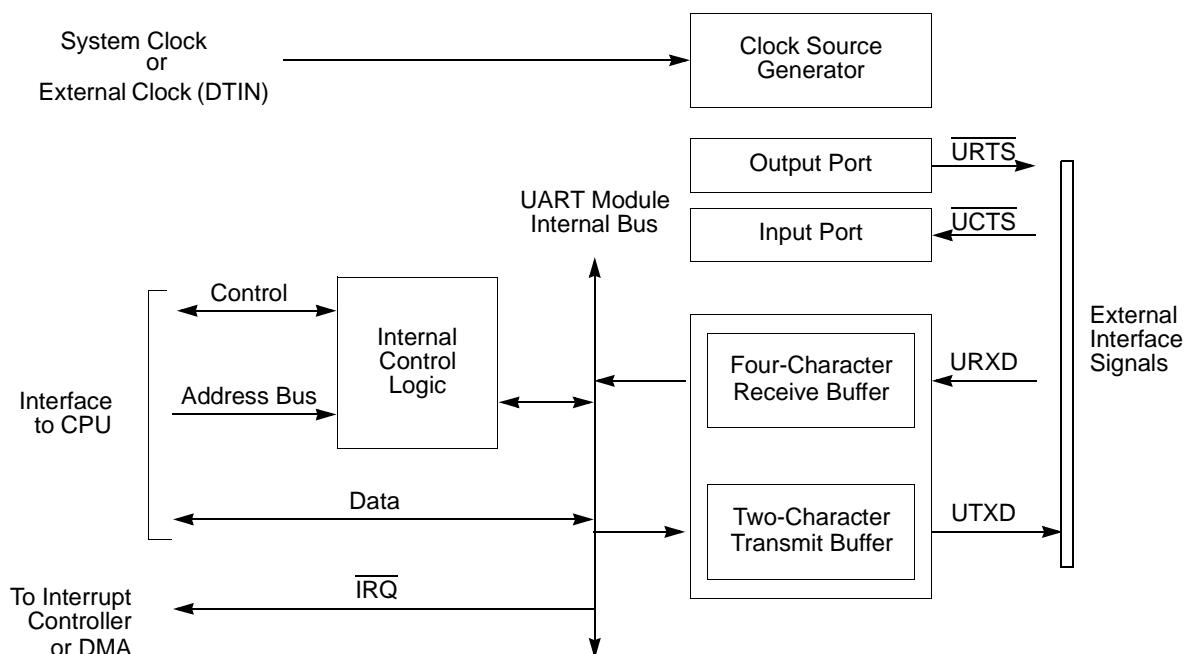 System Clock
or
External Clock (DTIN)
Clock Source
Generator
Output Port
URTS
UART Module
Internal Bus
Input Port
UCTS
Control
Internal
Control
Logic
Address Bus
Interface
to CPU
Four-Character
Receive Buffer
URXD
External
Interface
Signals
Data
Two-Character
Transmit Buffer
UTXD
IRQ
To Interrupt
Controller
or DMA